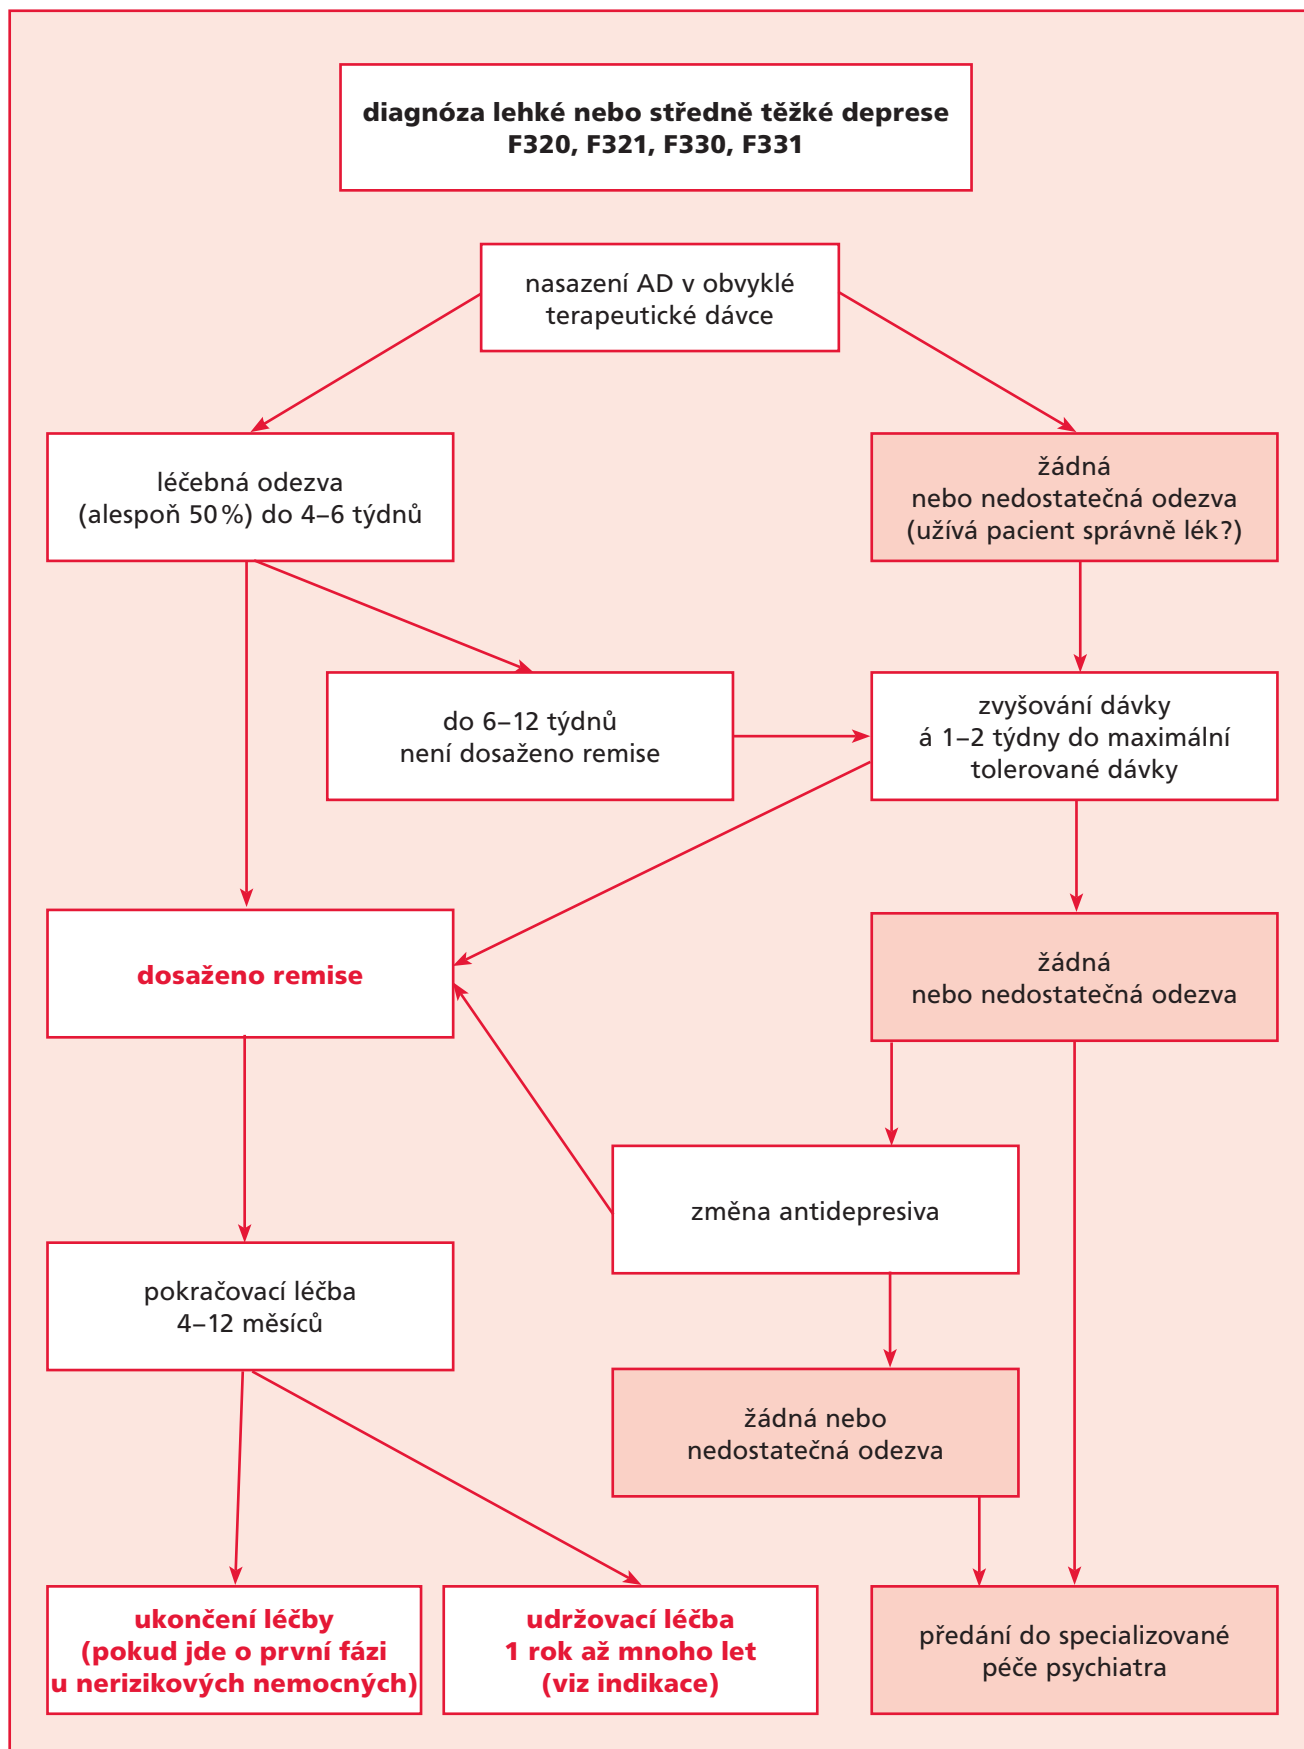 diagnóza lehké nebo středně těžké deprese
F320, F321, F330, F331
nasazení AD v obvyklé
terapeutické dávce
léčebná odezva
(alespoň 50 %) do 4–6 týdnů
žádná
nebo nedostatečná odezva
(užívá pacient správně lék?)
do 6–12 týdnů
není dosaženo remise
zvyšování dávky
á 1–2 týdny do maximální
tolerované dávky
dosaženo remise
žádná
nebo nedostatečná odezva
změna antidepresiva
pokračovací léčba
4–12 měsíců
žádná nebo
nedostatečná odezva
ukončení léčby
(pokud jde o první fázi
u nerizikových nemocných)
udržovací léčba
1 rok až mnoho let
(viz indikace)
předání do specializované
péče psychiatra